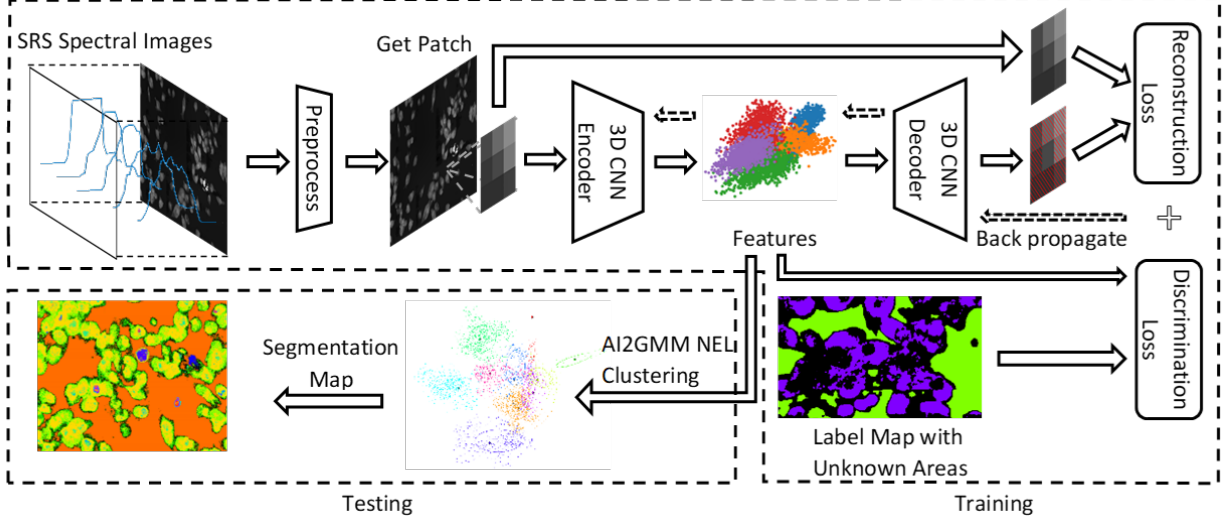 SRS Spectral Images
Get Patch
Preprocess
3D CNN
Encoder
3D CNN
Decoder
Reconstruction
Loss
Features
Back propagate
Discrimination
Loss
Segmentation
Map
AI2GMM NEL
Clustering
Label Map with
Unknown Areas
Testing
Training